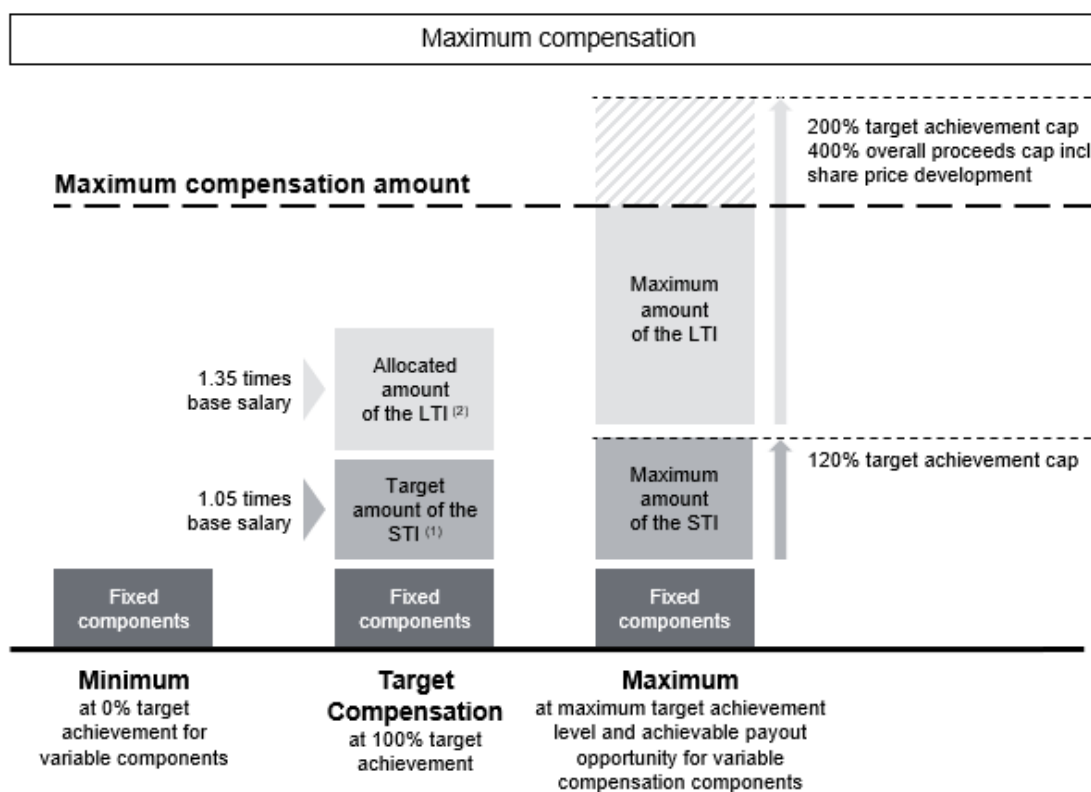 Maximum compensation
200% target achievement cap
400% overall proceeds cap incl
share price development
Maximum compensation amount
Maximum
amount
of the LTI
1.35 times
base salary
Allocated
amount
of the LTI (2)
120% target achievement cap
1.05 times
base salary
Target
amount of the
STI (1)
Maximum
amount
of the STI
Fixed
components
Fixed
components
Fixed
components
Minimum
at 0% target
achievement for
variable components
Target
Compensation
at 100% target
achievement
Maximum
at maximum target achievement
level and achievable payout
opportunity for variable
compensation components